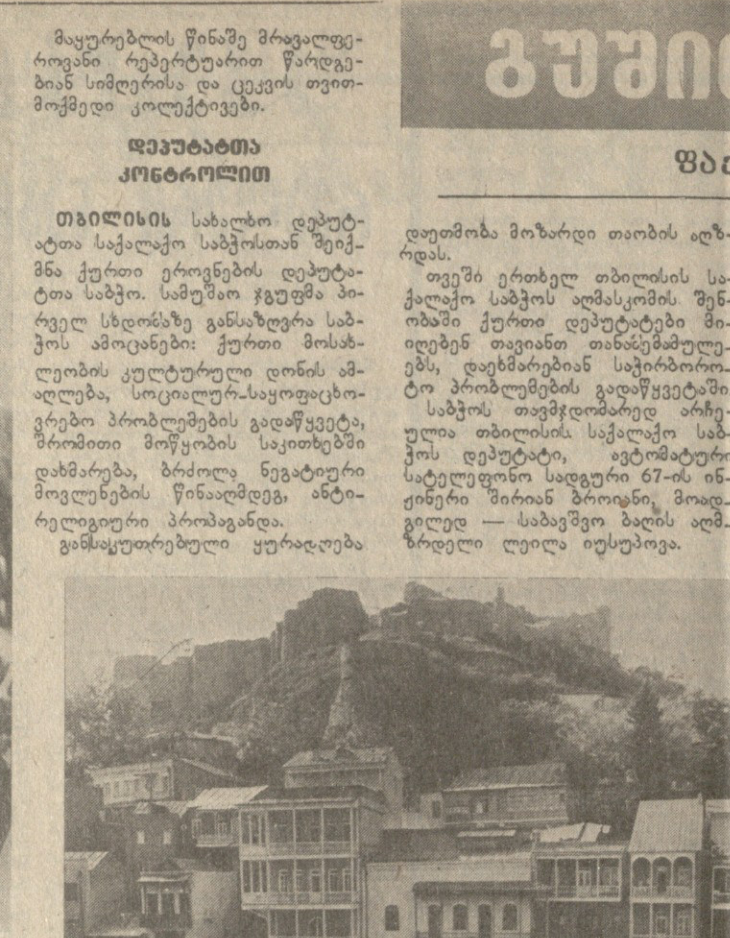 მაყურებლის წინაშე მრავალფე-
როვანი რეპერტუარით წარდგე-
ბიან სიმღერისა და ცეკვის თვით-
მოქმედი კოლექტივები.
დეპუტატთა
კონტროლით
თბილისის სახალხო დეპუტ-
ატთა საქალაქო საბჭოსთან შეიქ-
მნა ქურთი ეროვნების დეპუტა-
ტთა საბჭო. სამუშაო ჯგუფმა პი-
რველ სხდომაზე განსაზღვრა საბ-
ჭოს ამოცანები: ქურთი მოსახ-
ლეობის კულტურული დონის ამ-
აღლება, სოციალურ-საყოფაცხო-
ვრებო პრობლემების გადაწყვეტა,
შრომითი მოწყობის საკითხებში
დახმარება, ბრძოლა ნეგატიური
მოვლენების წინააღმდეგ, ანტი-
რელიგიური პროპაგანდა.
განსაკუთრებული ყურადღება
გუში
ფაქ
დაეთმობა მოზარდი თაობის აღზ-
რდას.
თვეში ერთხელ თბილისის სა-
ქალაქო საბჭოს აღმასკომის შენ-
ობაში ქურთი დეპუტატები მი-
იღებენ თავიანთ თანამემამულე-
ებს, დაეხმარებიან საჭირბორო-
ტო პრობლემების გადაწყვეტაში
საბჭოს თავმჯდომარედ არჩე-
ულია თბილისის საქალაქო საბ-
ჭოს დეპუტატი, ავტომატური
სატელეფონო სადგური 67-ის ინ-
ჟინერი შირიან ბროიანი, მოად-
გილედ — საბავშვო ბაღის აღმ-
ზრდელი ლეილა იუსუპოვა.